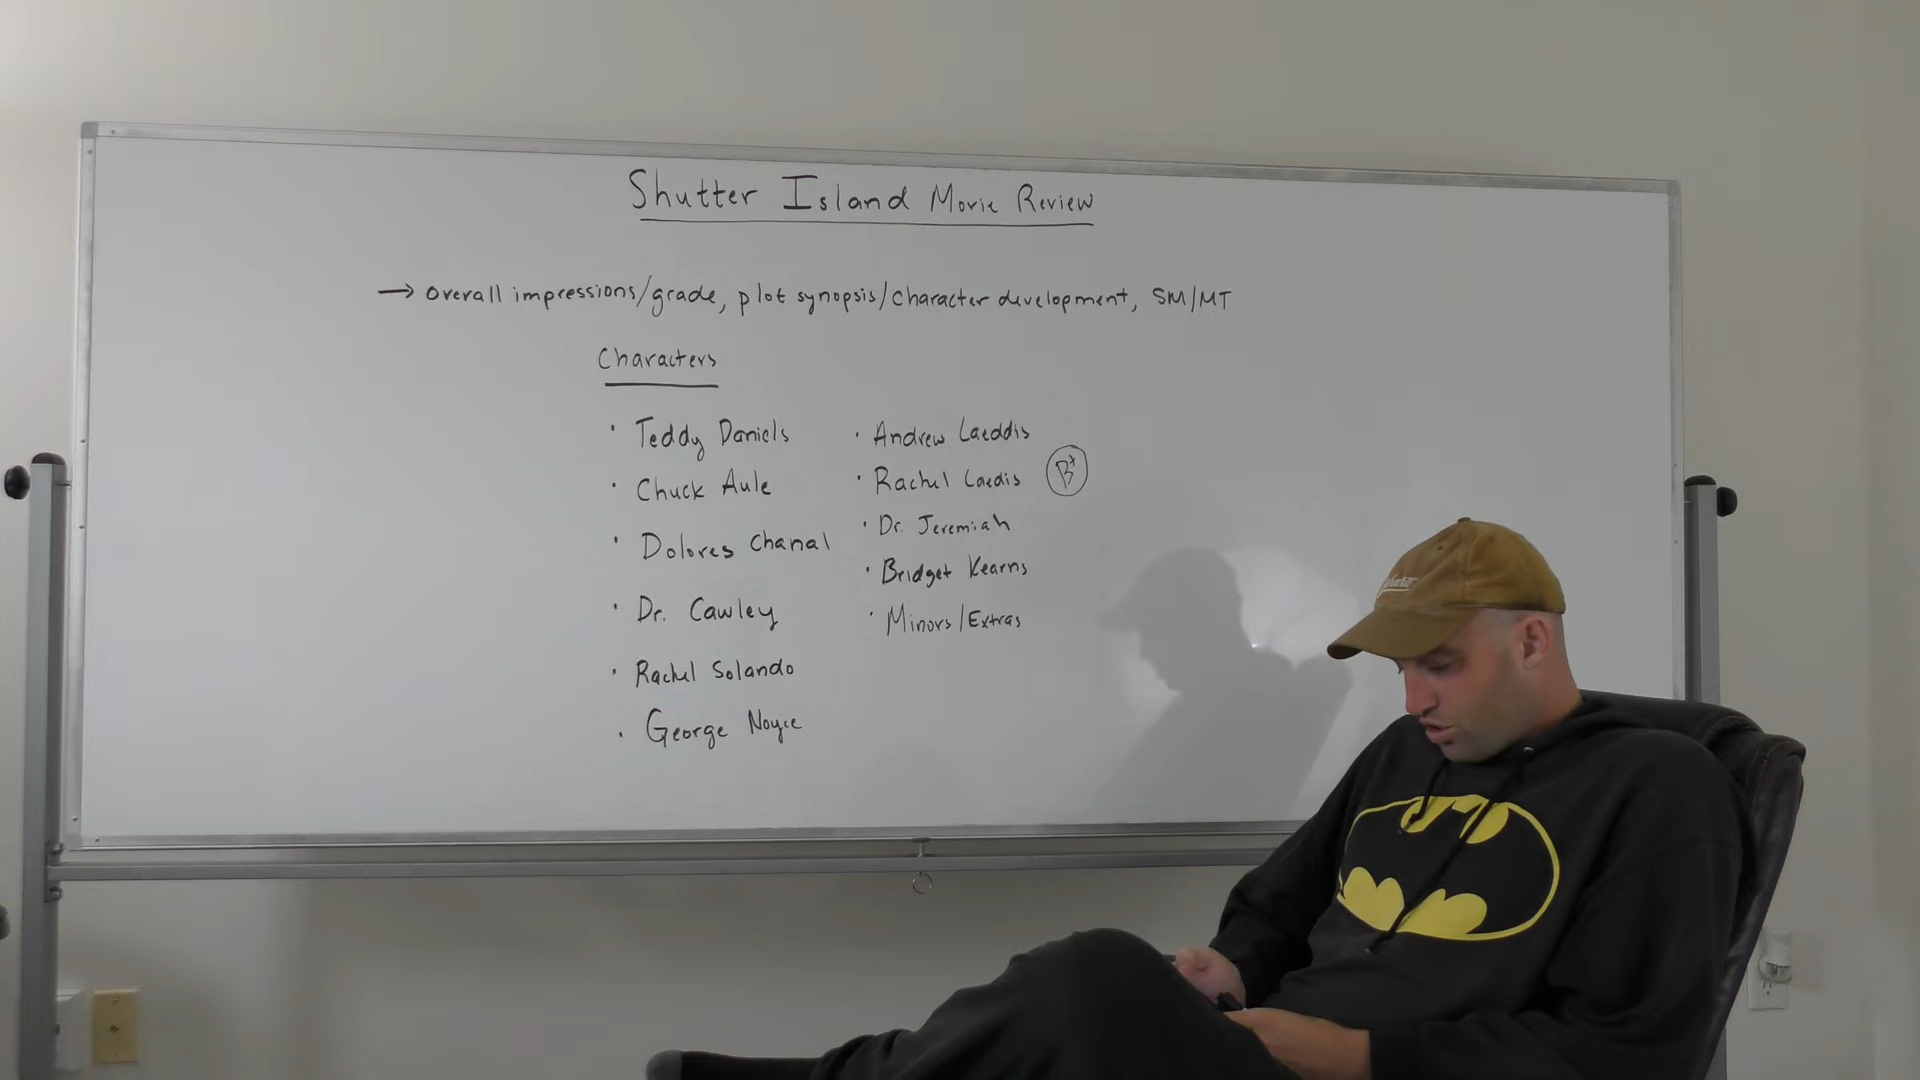 Shutter Island Movie Review
→ Overall impressions/grade, plot synopsis/character development, SM/MT
Characters
· Teddy Daniels
· Chuck Aule
· Dolores Chanal
· Dr. Cawley
· Rachel Solando
· George Noyce
· Andrew Laeddis
· Rachel Laedis
B+
· Dr. Jeremiah
· Bridget Kearns
· Minors/Extras